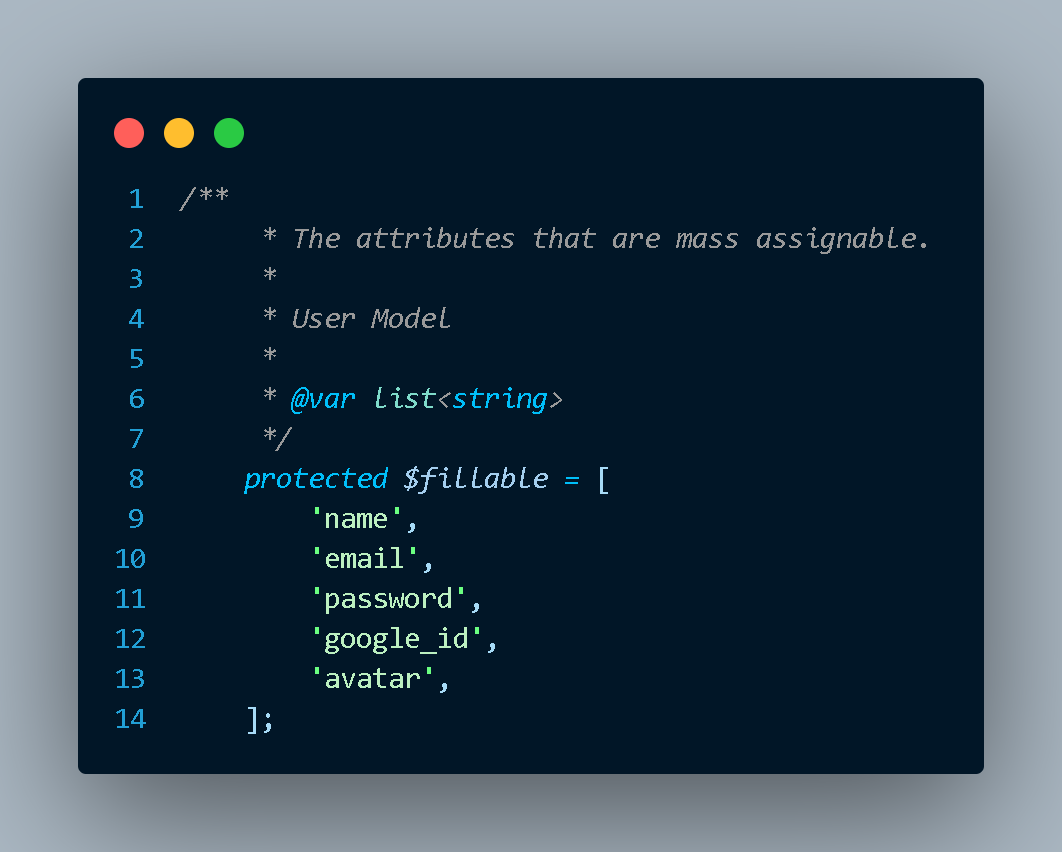 1 /**
2 * The attributes that are mass assignable.
3 *
4 * User Model
5 *
6 * @var list<string>
7 */
8 protected $fillable = [
9 'name',
10 'email',
11 'password',
12 'google_id',
13 'avatar',
14 ];